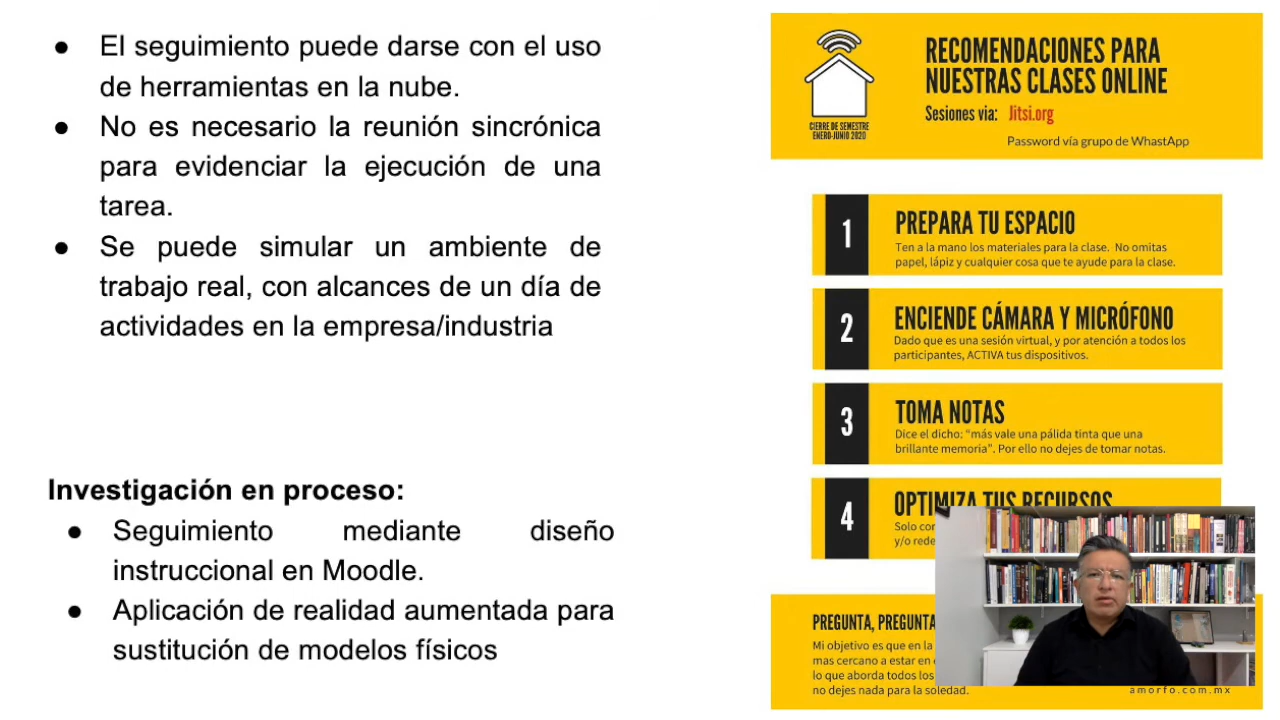 ● El seguimiento puede darse con el uso
de herramientas en la nube.
● No es necesario la reunión sincrónica
para evidenciar la ejecución de una
tarea.
● Se puede simular un ambiente de
trabajo real, con alcances de un día de
actividades en la empresa/industria
Investigación en proceso:
● Seguimiento mediante diseño
instruccional en Moodle.
● Aplicación de realidad aumentada para
sustitución de modelos físicos
CIERRE DE SEMESTRE
ENERO-JUNIO 2020
RECOMENDACIONES PARA
NUESTRAS CLASES ONLINE
Sesiones via: Jitsi.org
Password vía grupo de WhastApp
1
PREPARA TU ESPACIO
Ten a la mano los materiales para la clase. No omitas
papel, lápiz y cualquier cosa que te ayude para la clase.
2
ENCIENDE CÁMARA Y MICRÓFONO
Dado que es una sesión virtual, y por atención a todos los
participantes, ACTIVA tus dispositivos.
3
TOMA NOTAS
Dice el dicho: "más vale una pálida tinta que una
brillante memoria". Por ello no dejes de tomar notas.
4
OPTIMIZA TUS RECURSOS
Solo
y/o
PREGUNTA, PREGUNTA
Mi objetivo es que en la
mas cercano a estar en
lo que aborda todos los
no dejes nada para la soledad.
amorfo.com.mx